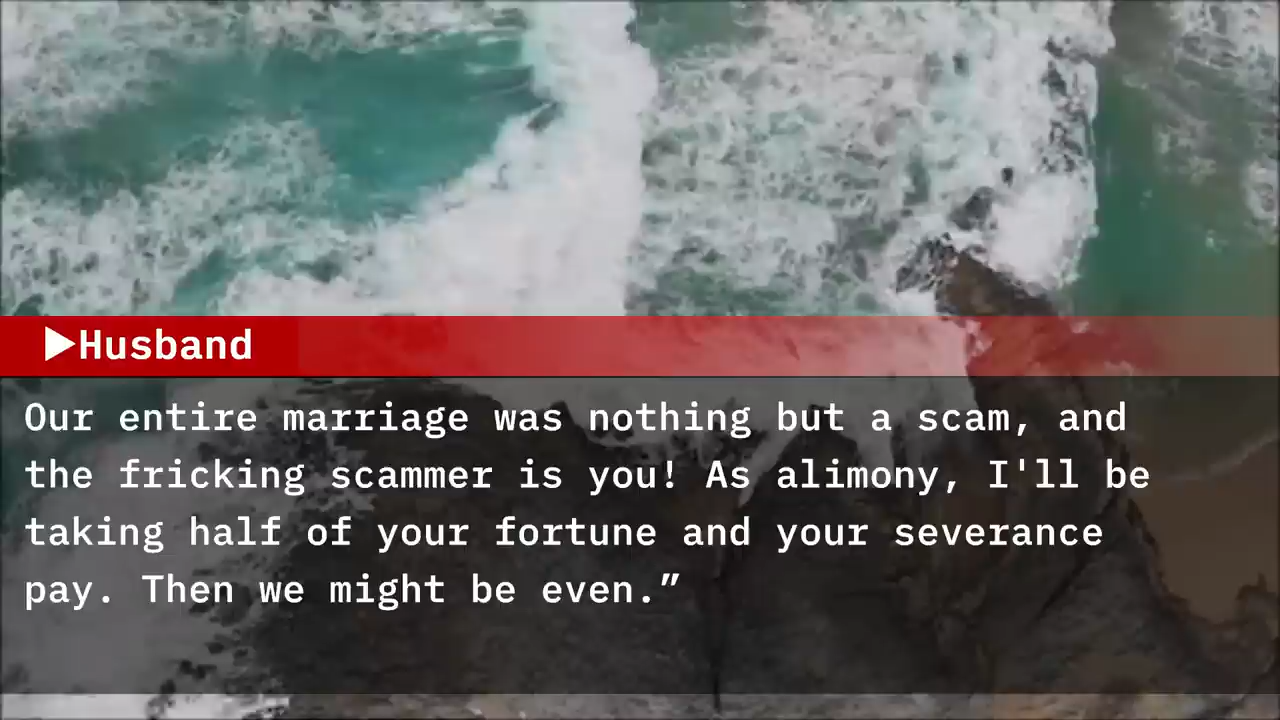 ▶Husband
Our entire marriage was nothing but a scam, and
the fricking scammer is you! As alimony, I'll be
taking half of your fortune and your severance
pay. Then we might be even.”